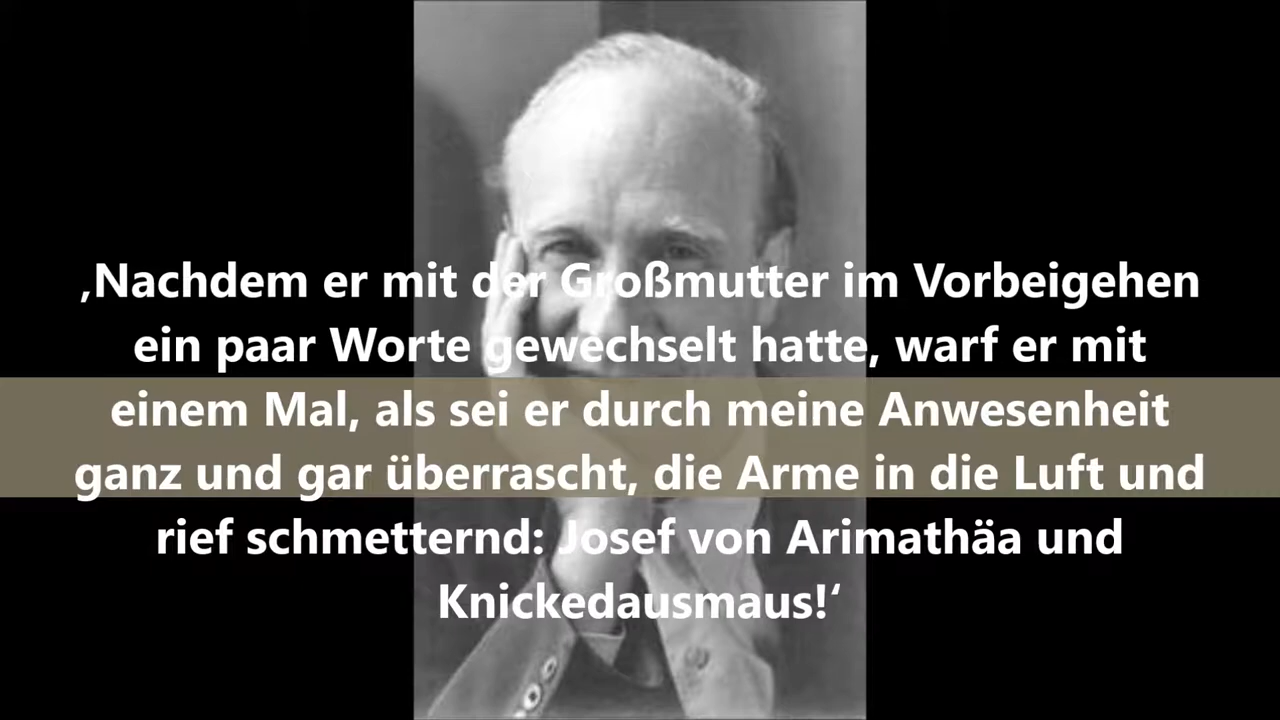 ‚Nachdem er mit der Großmutter im Vorbeigehen
ein paar Worte gewechselt hatte, warf er mit
einem Mal, als sei er durch meine Anwesenheit
ganz und gar überrascht, die Arme in die Luft und
rief schmetternd: Josef von Arimathäa und
Knickedausmaus!‘